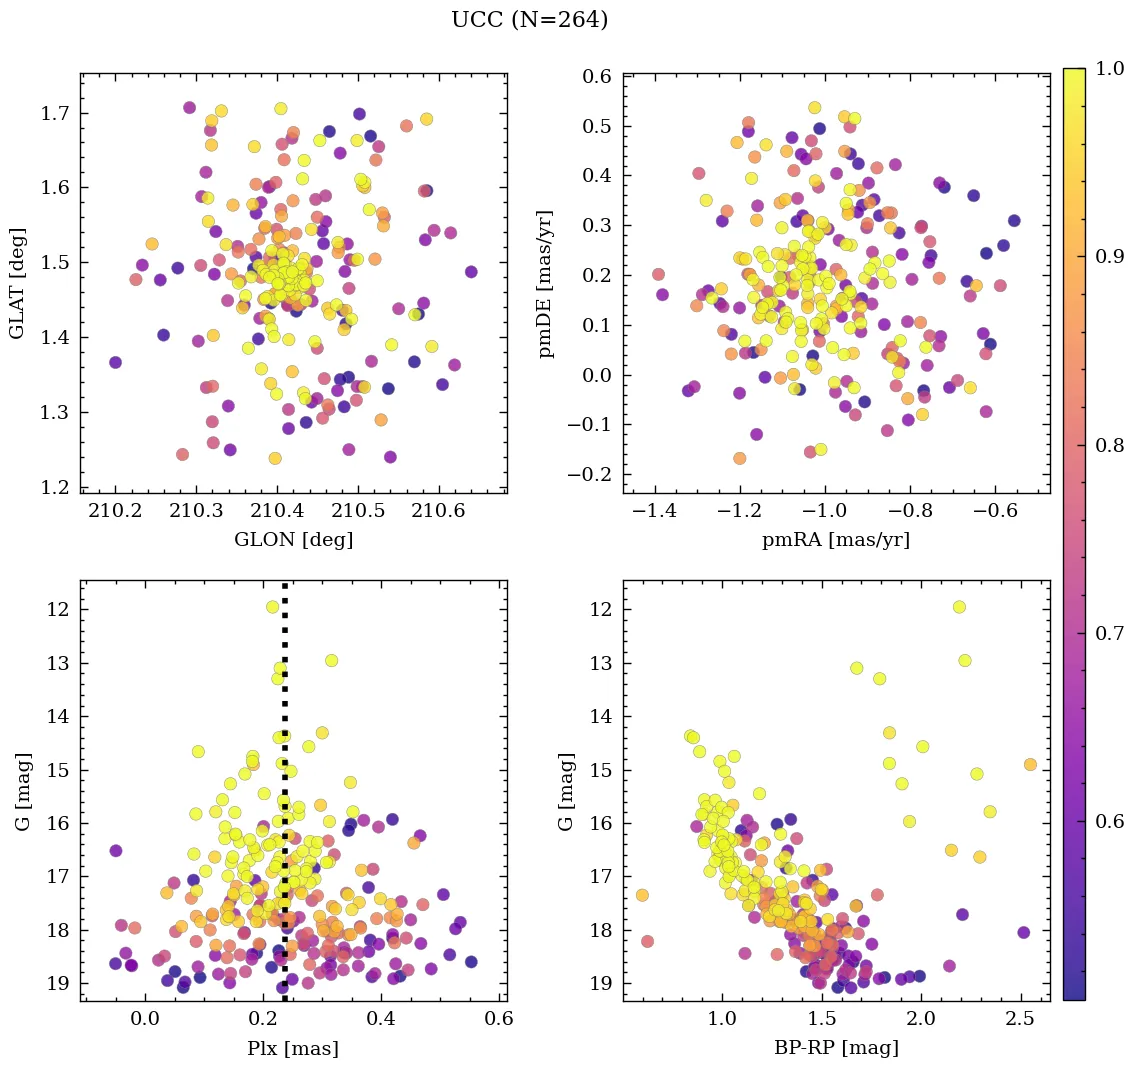 UCC (N=264)
1.7
1.6
1.5
1.4
1.3
1.2
GLAT [deg]
210.2 210.3 210.4 210.5 210.6
GLON [deg]
0.6
0.5
0.4
0.3
0.2
0.1
0.0
−0.1
−0.2
pmDE [mas/yr]
−1.4 −1.2 −1.0 −0.8 −0.6
pmRA [mas/yr]
1.0
0.9
0.8
0.7
0.6
12
13
14
15
16
17
18
19
G [mag]
0.0 0.2 0.4 0.6
Plx [mas]
12
13
14
15
16
17
18
19
G [mag]
1.0 1.5 2.0 2.5
BP-RP [mag]